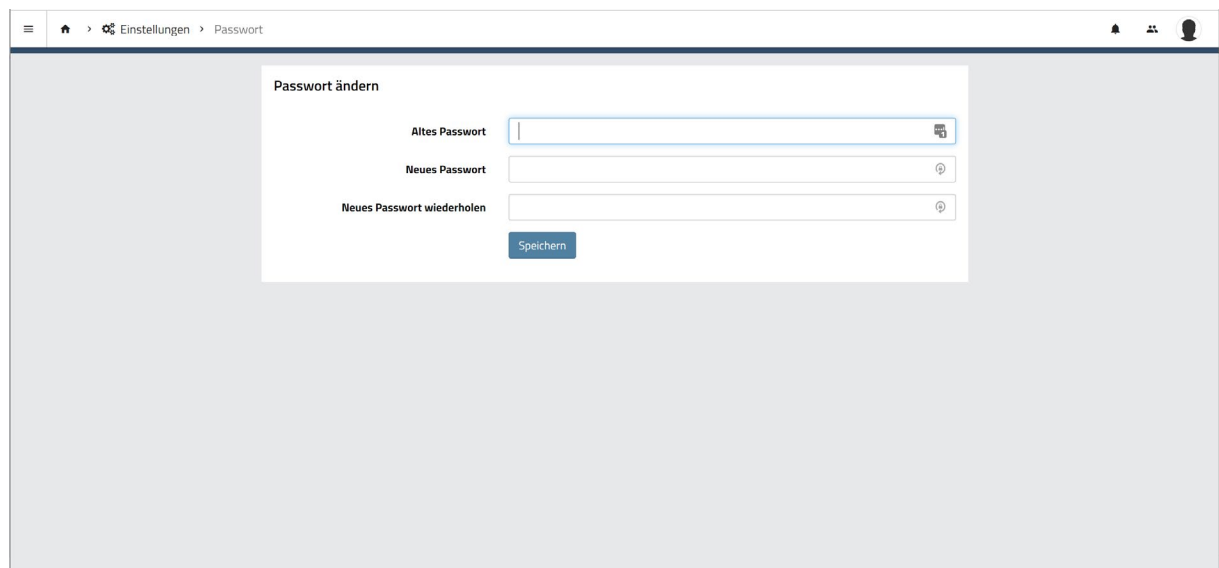 Einstellungen > Passwort
Passwort ändern
Altes Passwort
Neues Passwort
Neues Passwort wiederholen
Speichern